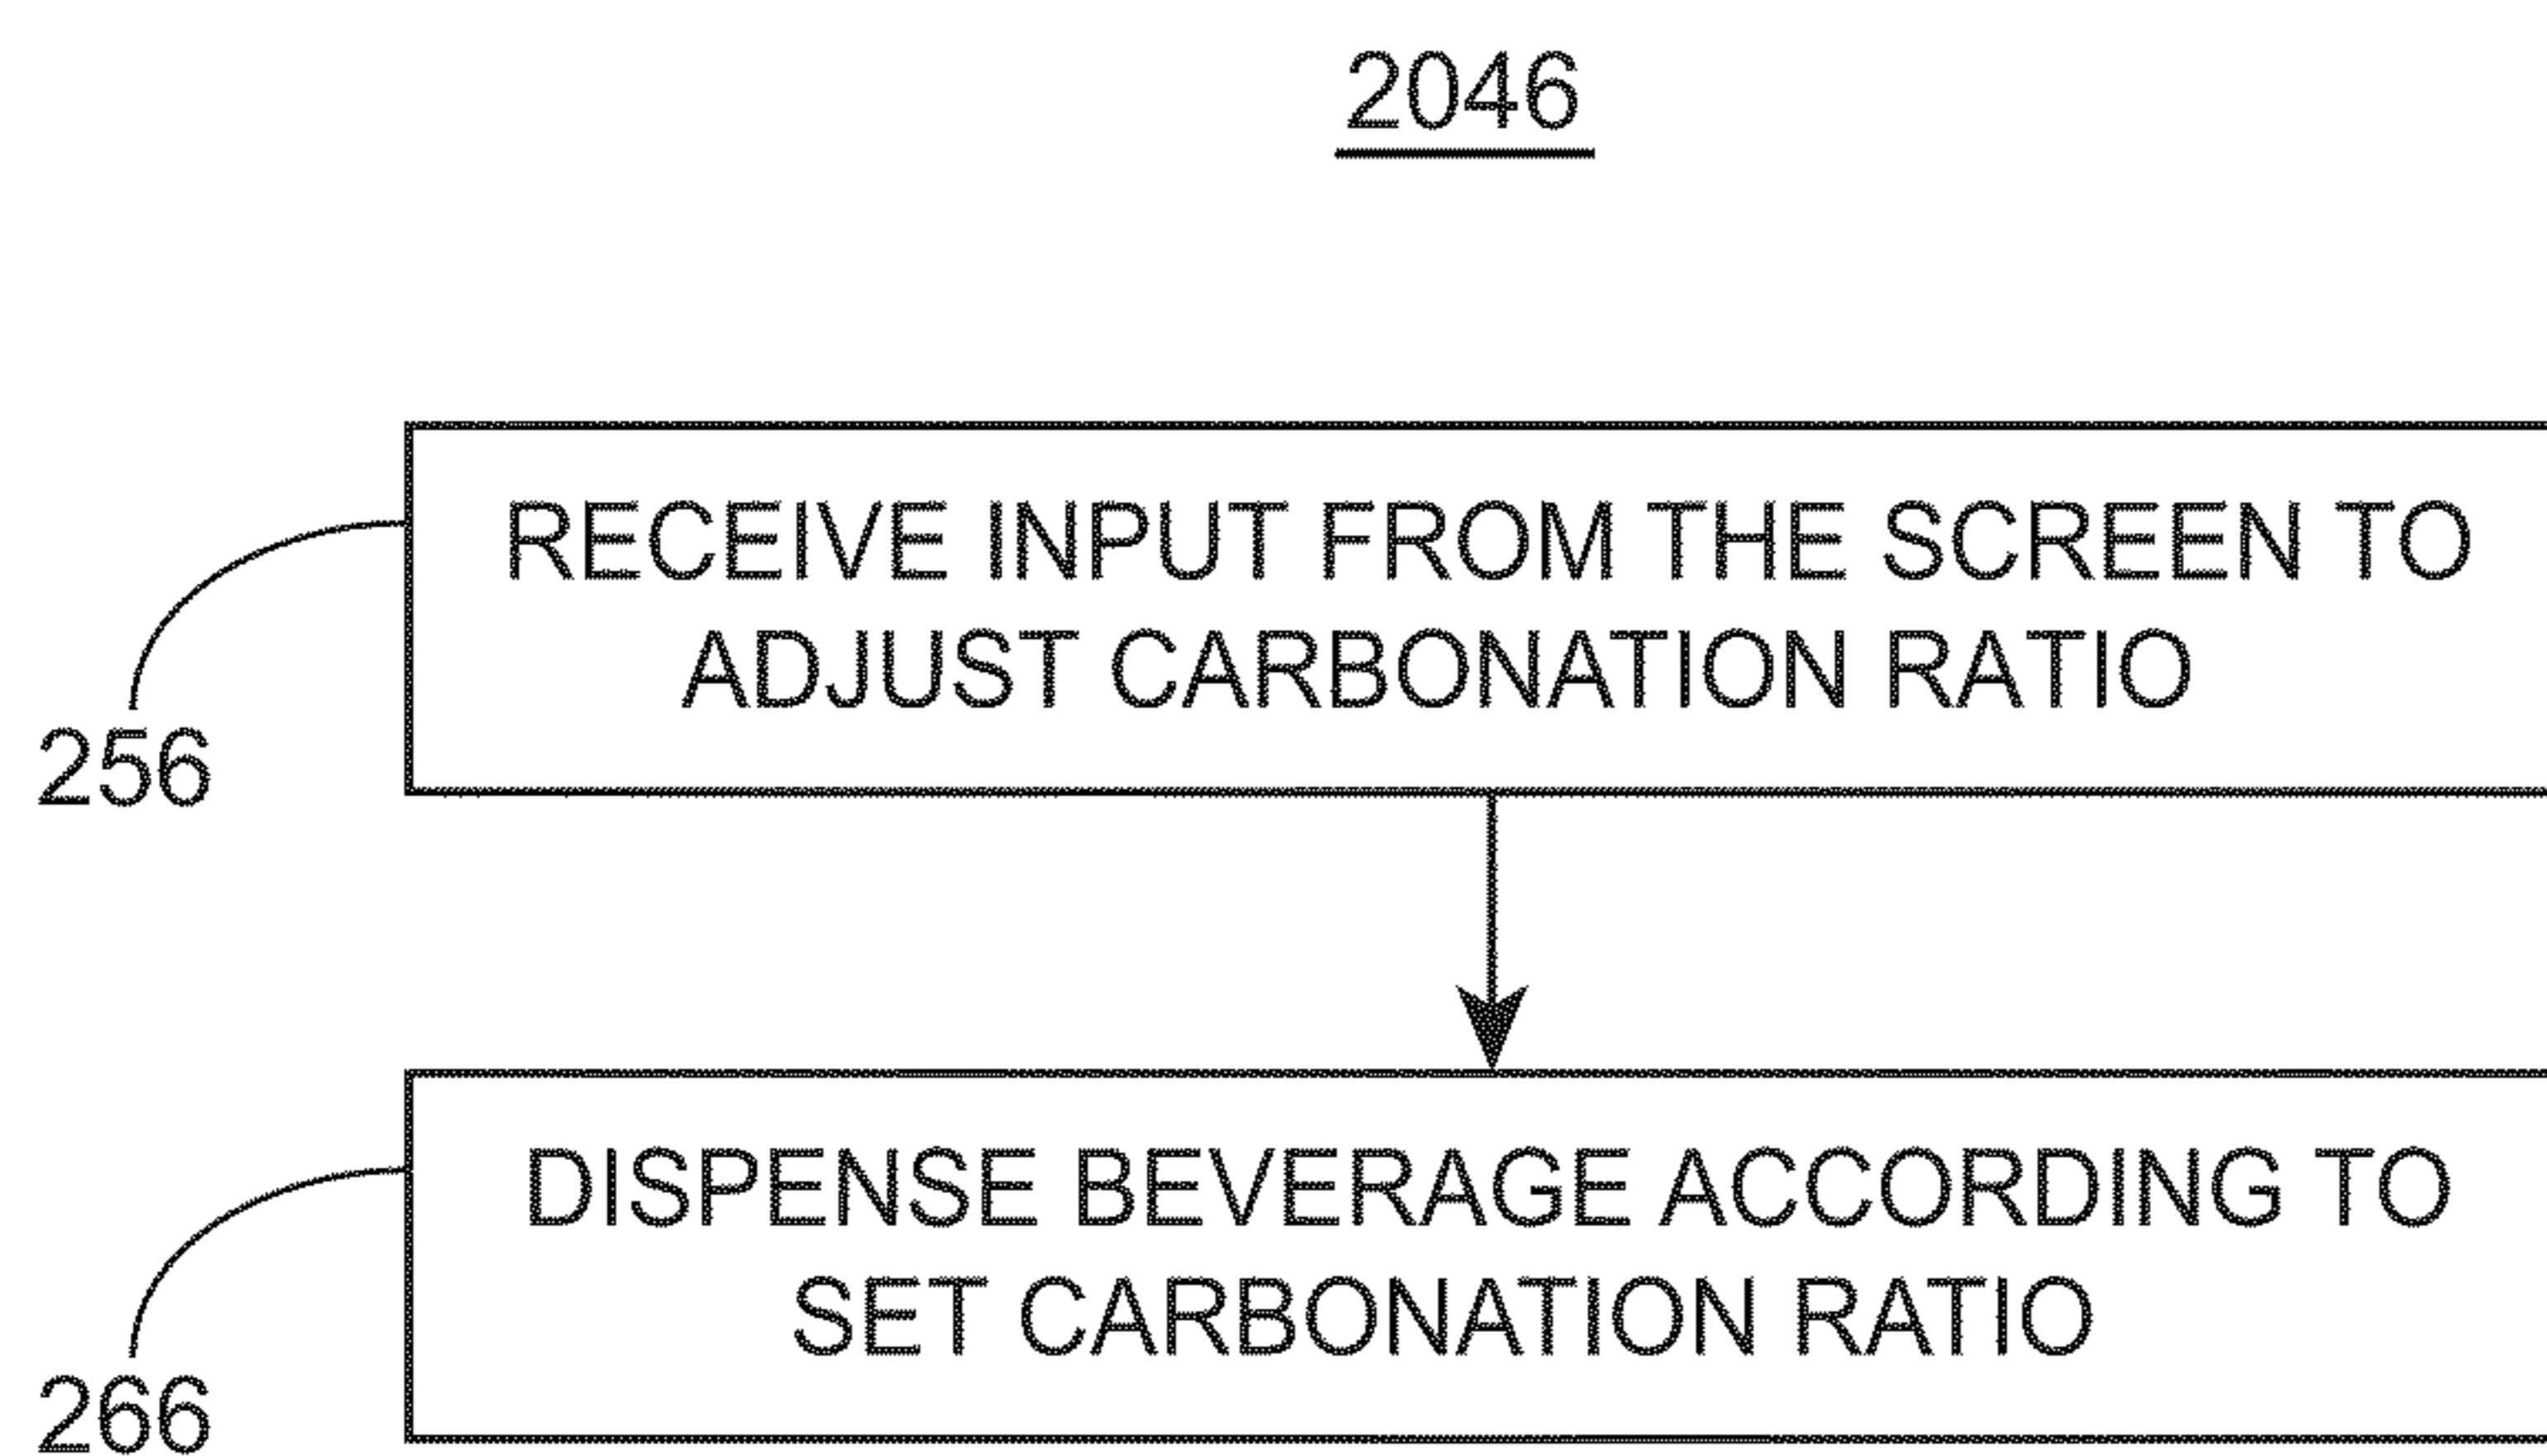 2046
RECEIVE INPUT FROM THE SCREEN TO
ADJUST CARBONATION RATIO
256
DISPENSE BEVERAGE ACCORDING TO
SET CARBONATION RATIO
266